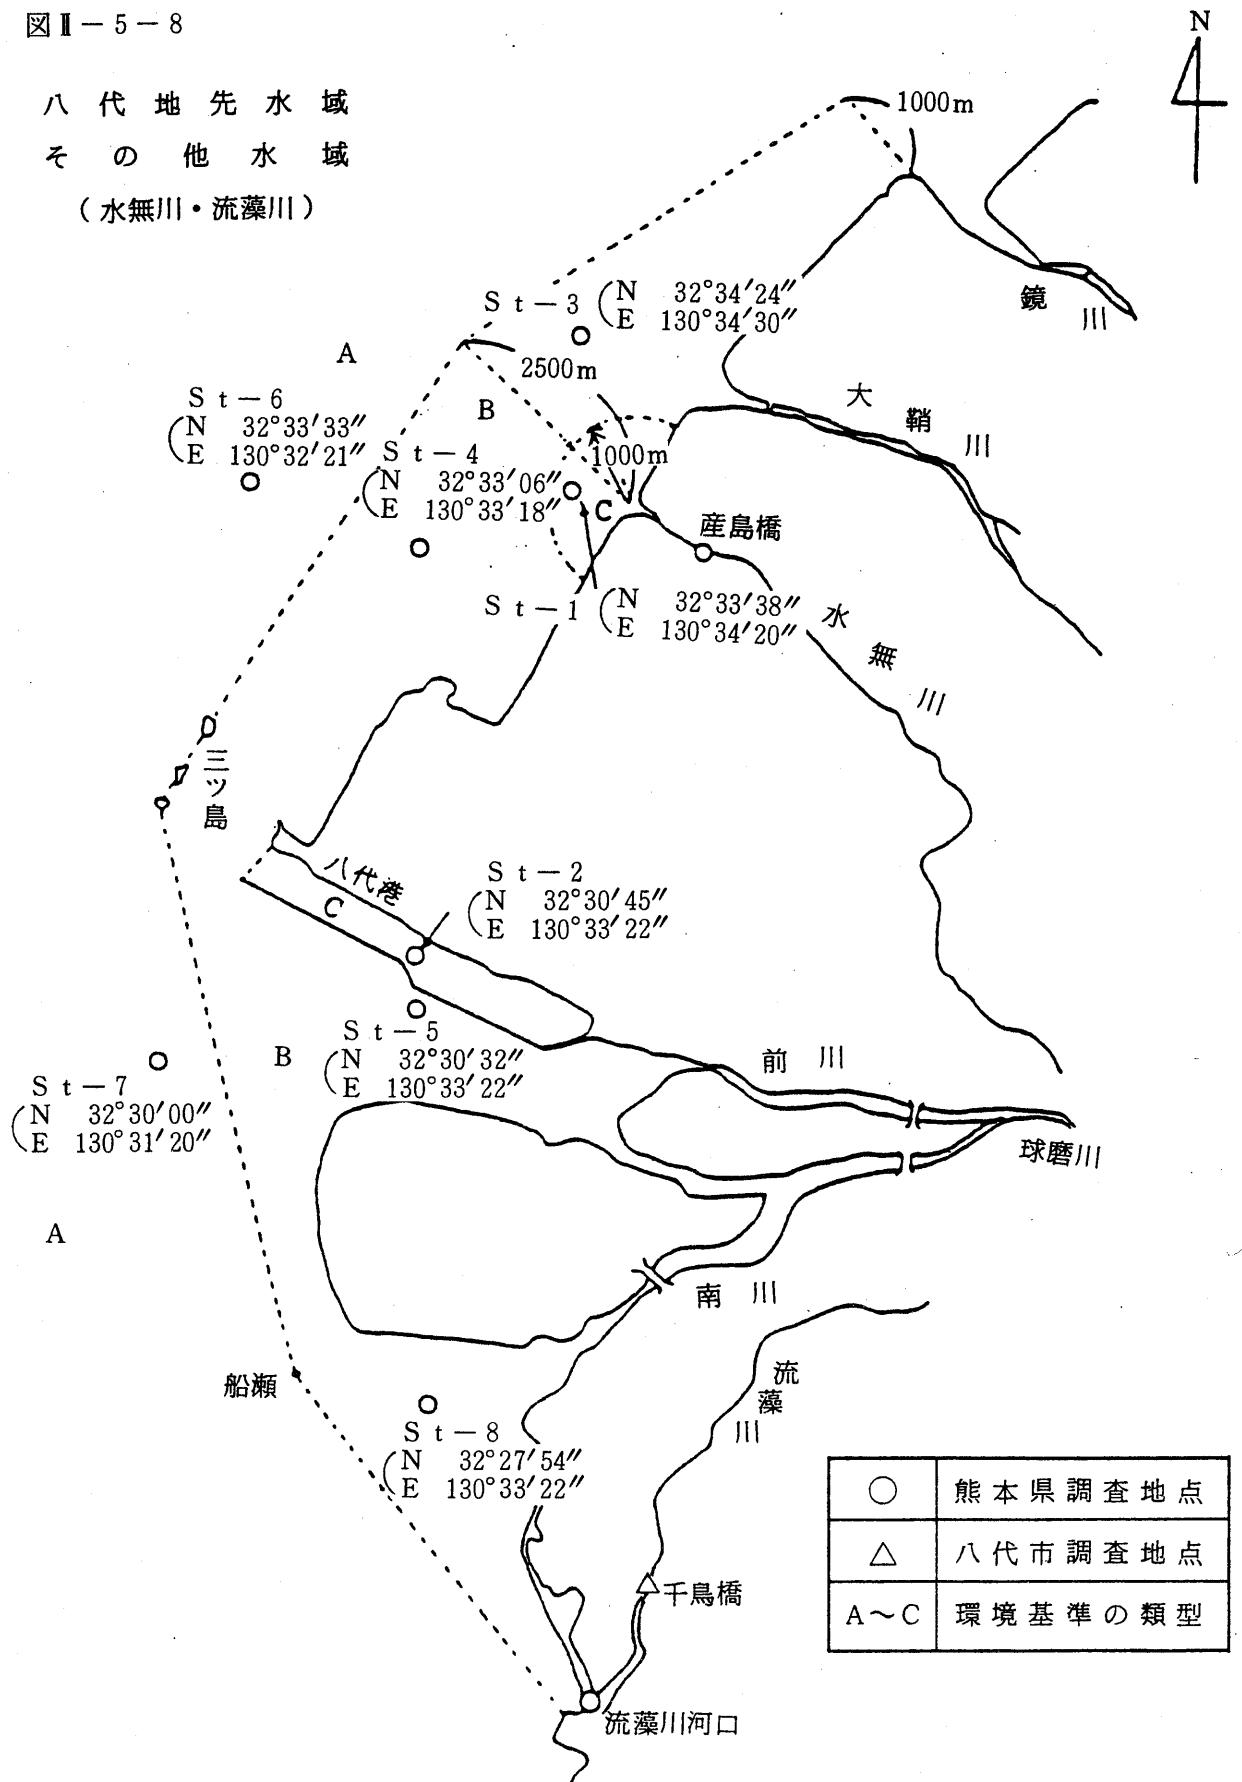 図Ⅱ－5－8
八代地先水域
その他水域
（水無川・流藻川）
N
1000m
鏡川
St－3
N 32°34′24″
E 130°34′30″
A
2500m
大鞘川
St－6
N 32°33′33″
E 130°32′21″
B
St－4
N 32°33′06″
E 130°33′18″
1000m
C
産島橋
St－1
N 32°33′38″
E 130°34′20″
水無川
三ツ島
八代港
C
St－2
N 32°30′45″
E 130°33′22″
St－5
N 32°30′32″
E 130°33′22″
B
前川
St－7
N 32°30′00″
E 130°31′20″
球磨川
A
南川
船瀬
流藻川
St－8
N 32°27′54″
E 130°33′22″
○ 熊本県調査地点
△ 八代市調査地点
A～C 環境基準の類型
千鳥橋
流藻川河口